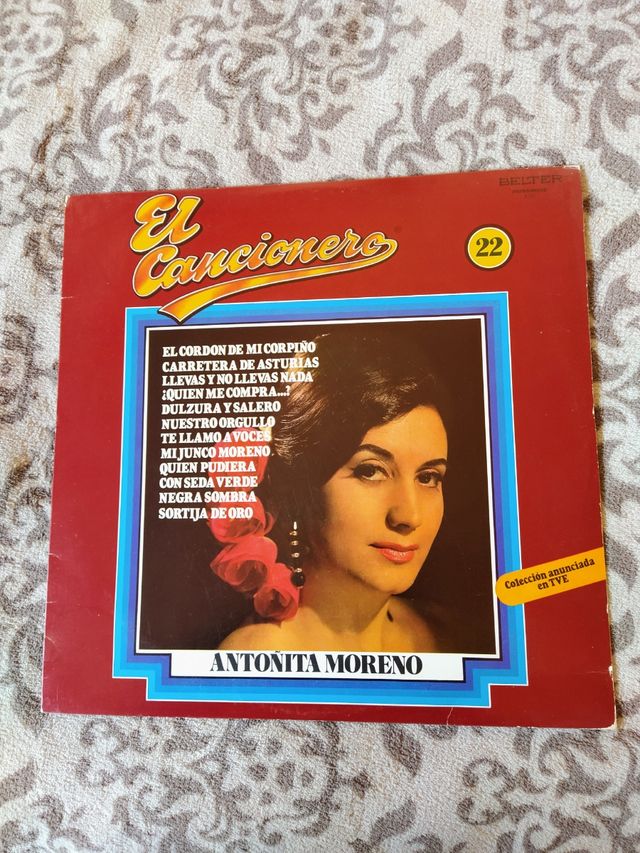 BELTER
El
Cancionero
22
EL CORDON DE MI CORPIÑO
CARRETERA DE ASTURIAS
LLEVAS Y NO LLEVAS NADA
¿QUIEN ME COMPRA...?
DULZURA Y SALERO
NUESTRO ORGULLO
TE LLAMO A VOCES
MI JUNCO MORENO
QUIEN PUDIERA
CON SEDA VERDE
NEGRA SOMBRA
SORTIJA DE ORO
Colección anunciada
en TVE
ANTOÑITA MORENO